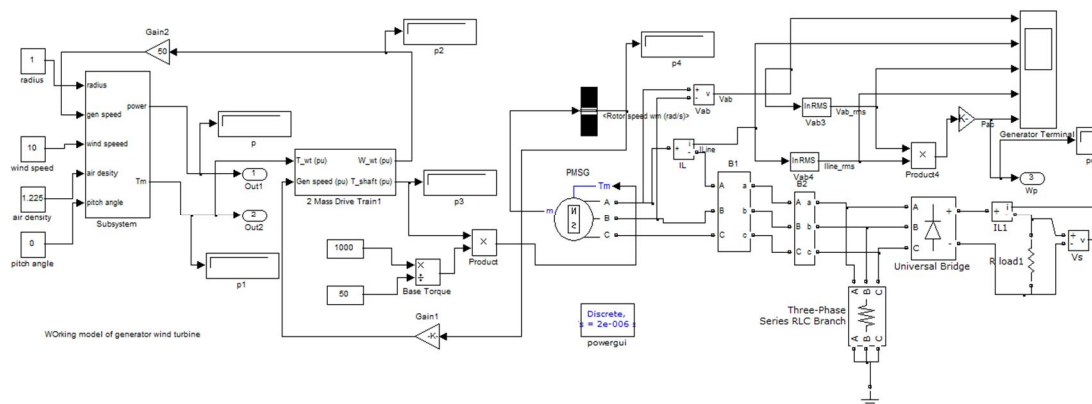 Gain2
50
p2
1
radius
radius
gen speed
wind speeed
air desity
pitch angle
power
Tm
Subsystem
10
wind speed
1.225
air density
0
pitch angle
p
1
Out1
2
Out2
p1
T_wt (pu)
W_wt (pu)
Gen speed (pu)
T_shaft (pu)
2 Mass Drive Train1
p3
1000
50
×
÷
Base Torque
×
Product
Gain1
-K-
WOrking model of generator wind turbine
p4
<Rotor speed wm (rad/s)>
PMSG
Tm
m
N
S
A
B
C
+
-
v
Vab
Vab
+
i
-
IL
ILine
B1
A
B
C
a
b
c
B2
A
B
C
a
b
c
InRMS
Vab3
Vab_rms
InRMS
Vab4
Iline_rms
×
Product4
K-
Pac
Generator Terminal
3
Wp
A
B
C
+
-
Universal Bridge
+
i
-
IL1
R load1
+
-
v
Vs
Three-Phase
Series RLC Branch
A B C
A B C
Discrete,
s = 2e-006 s
powergui